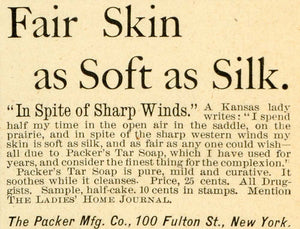 Fair Skin
as Soft as Silk.
"In Spite of Sharp Winds." A Kansas lady
writes: "I spend
half my time in the open air in the saddle, on
the prairie, and in spite of the sharp western winds my
skin is soft as silk, and as fair as any one could wish—
all due to Packer's Tar Soap, which I have used for
years, and consider the finest thing for the complexion."
Packer's Tar Soap is pure, mild and curative. It
soothes while it cleanses. Price, 25 cents. All Drug-
gists. Sample, half-cake, 10 cents in stamps. Mention
THE LADIES' HOME JOURNAL.
The Packer Mfg. Co., 100 Fulton St., New York.